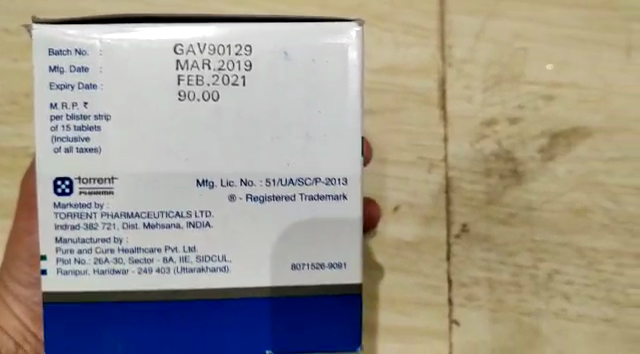 Batch No. : GAV90129
Mfg. Date : MAR.2019
Expiry Date : FEB.2021
M.R.P. ₹ 90.00
per blister strip
of 15 tablets
(Inclusive
of all taxes)
torrent
PHARMA
Mfg. Lic. No. : 51/UA/SC/P-2013
® - Registered Trademark
Marketed by :
TORRENT PHARMACEUTICALS LTD.
Indrad-382 721, Dist. Mehsana, INDIA.
Manufactured by :
Pure and Cure Healthcare Pvt. Ltd.
Plot No.: 26A-30, Sector - 8A, IIE, SIDCUL,
Ranipur, Haridwar - 249 403 (Uttarakhand).
8071526-9091